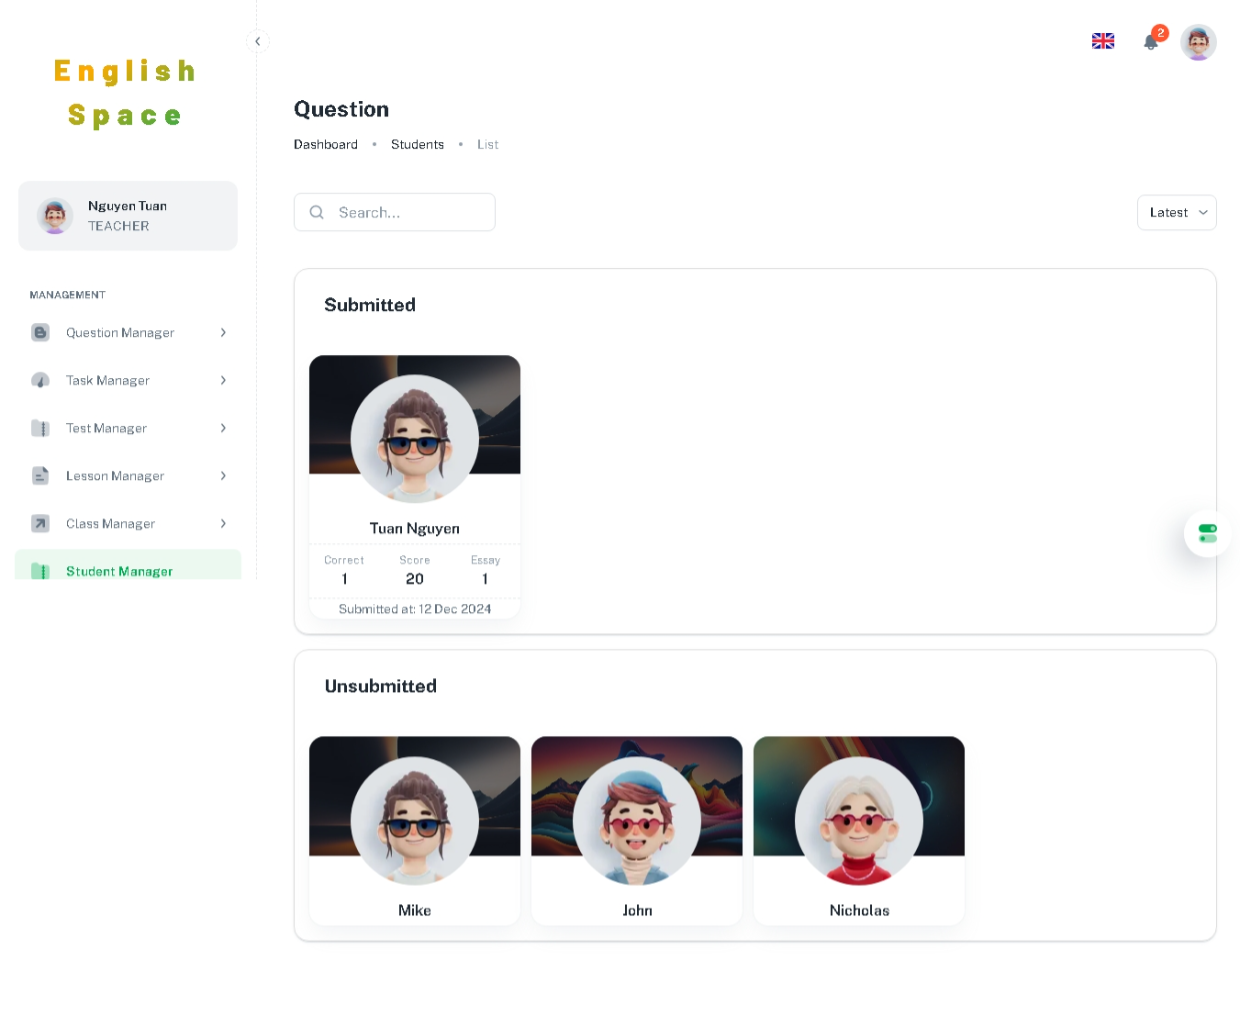 English
Space
2
Question
Dashboard • Students • List
Nguyen Tuan
TEACHER
Search...
Latest
MANAGEMENT
Question Manager
Task Manager
Test Manager
Lesson Manager
Class Manager
Student Manager
Submitted
Tuan Nguyen
Correct Score Essay
1 20 1
Submitted at: 12 Dec 2024
Unsubmitted
Mike John Nicholas